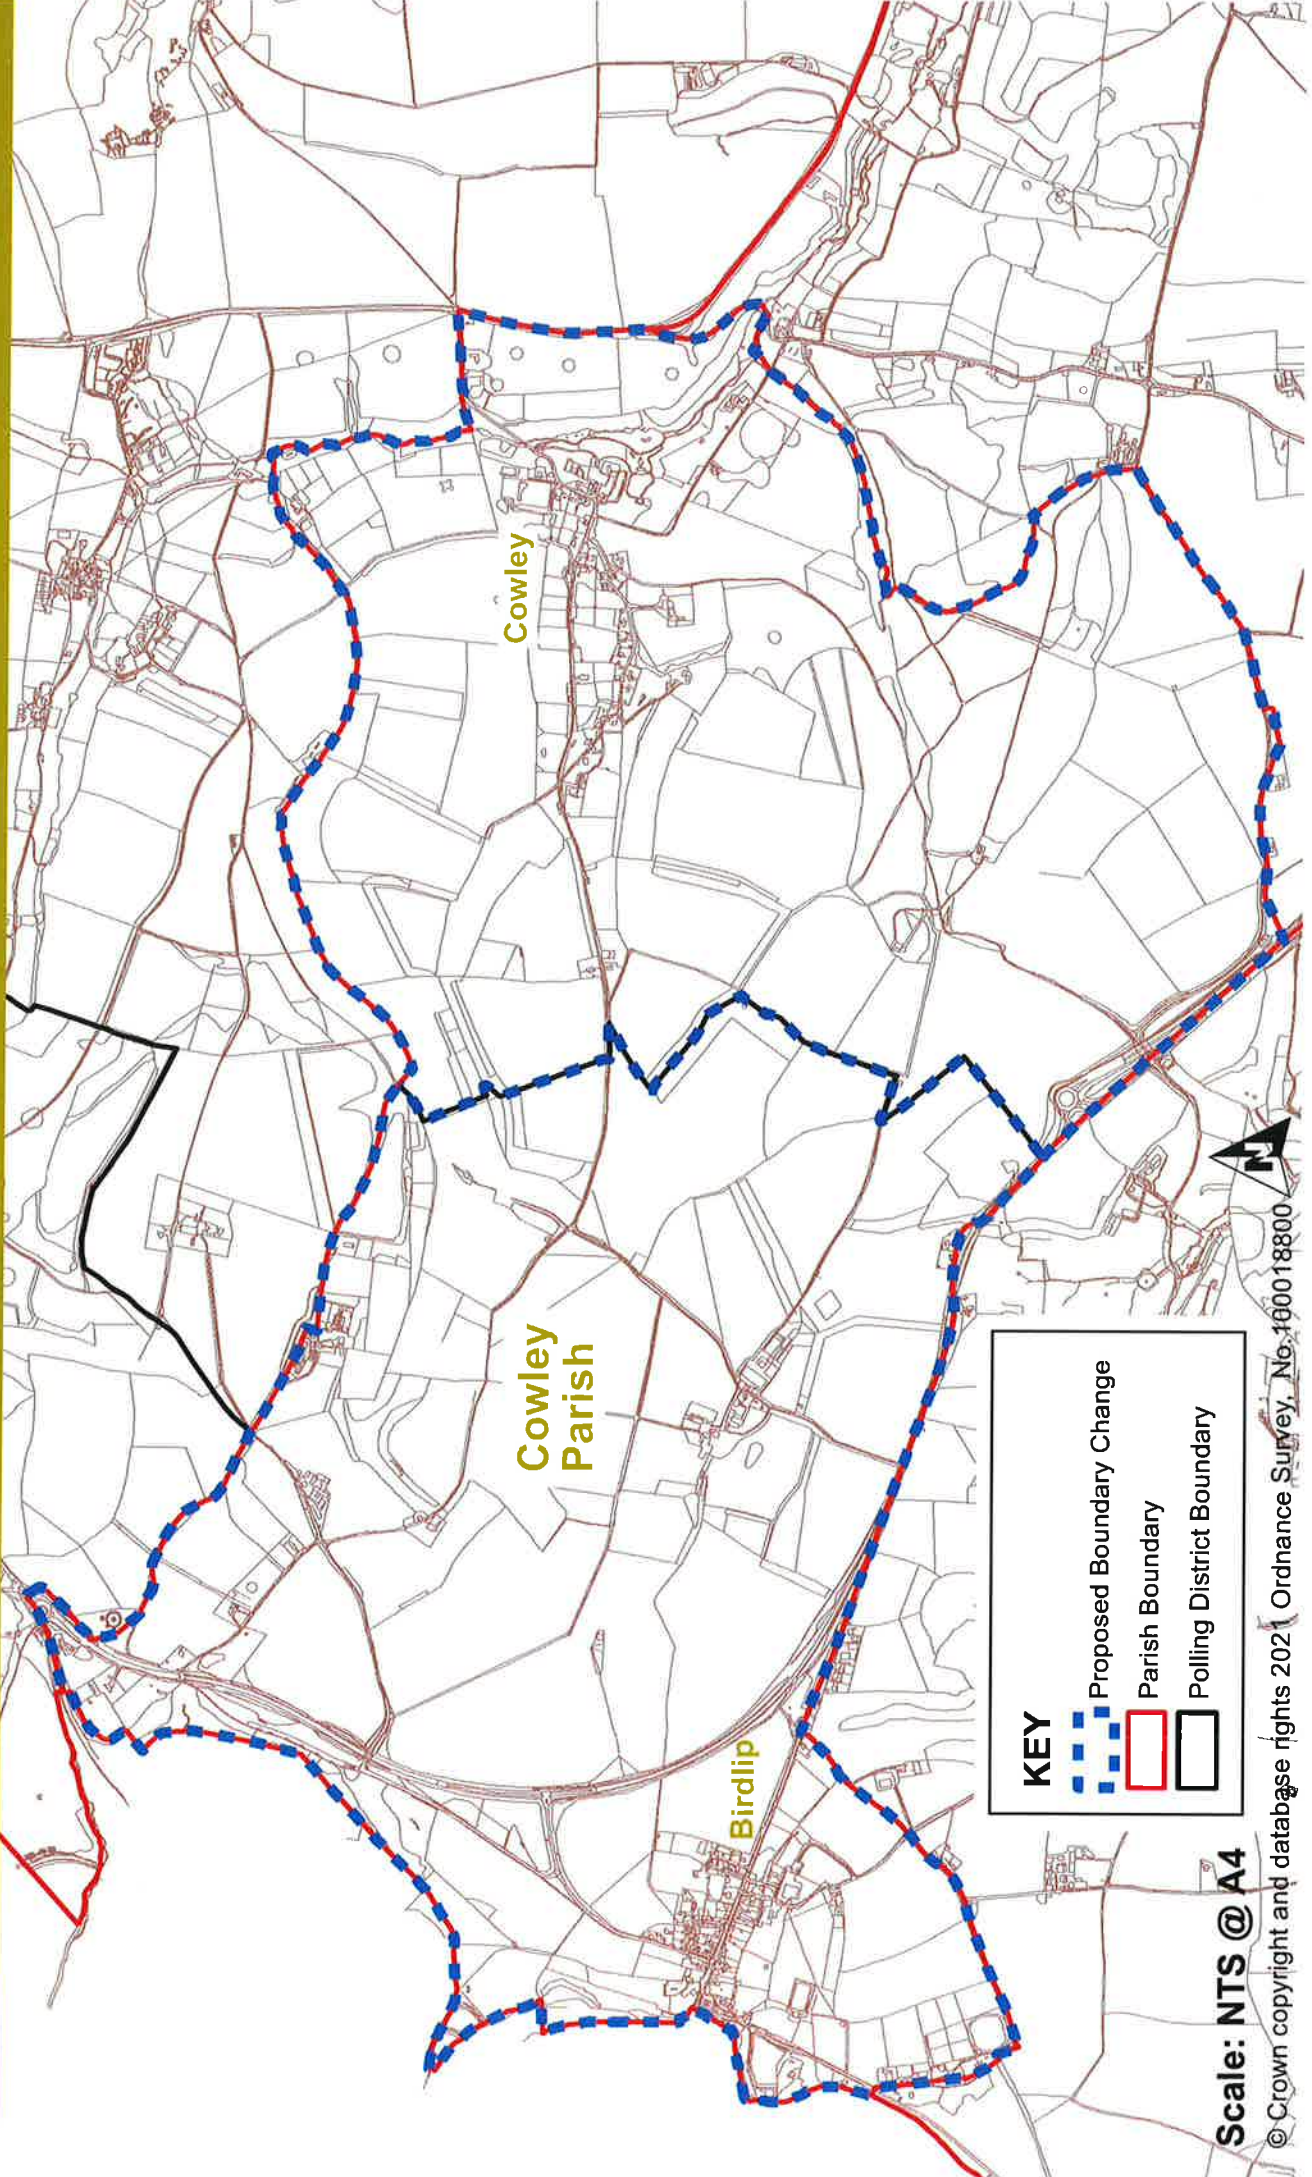 Cowley
Cowley
Parish
Birdlip
KEY
Proposed Boundary Change
Parish Boundary
Polling District Boundary
N
Scale: NTS @ A4
© Crown copyright and database rights 2021 Ordnance Survey, No.100018800